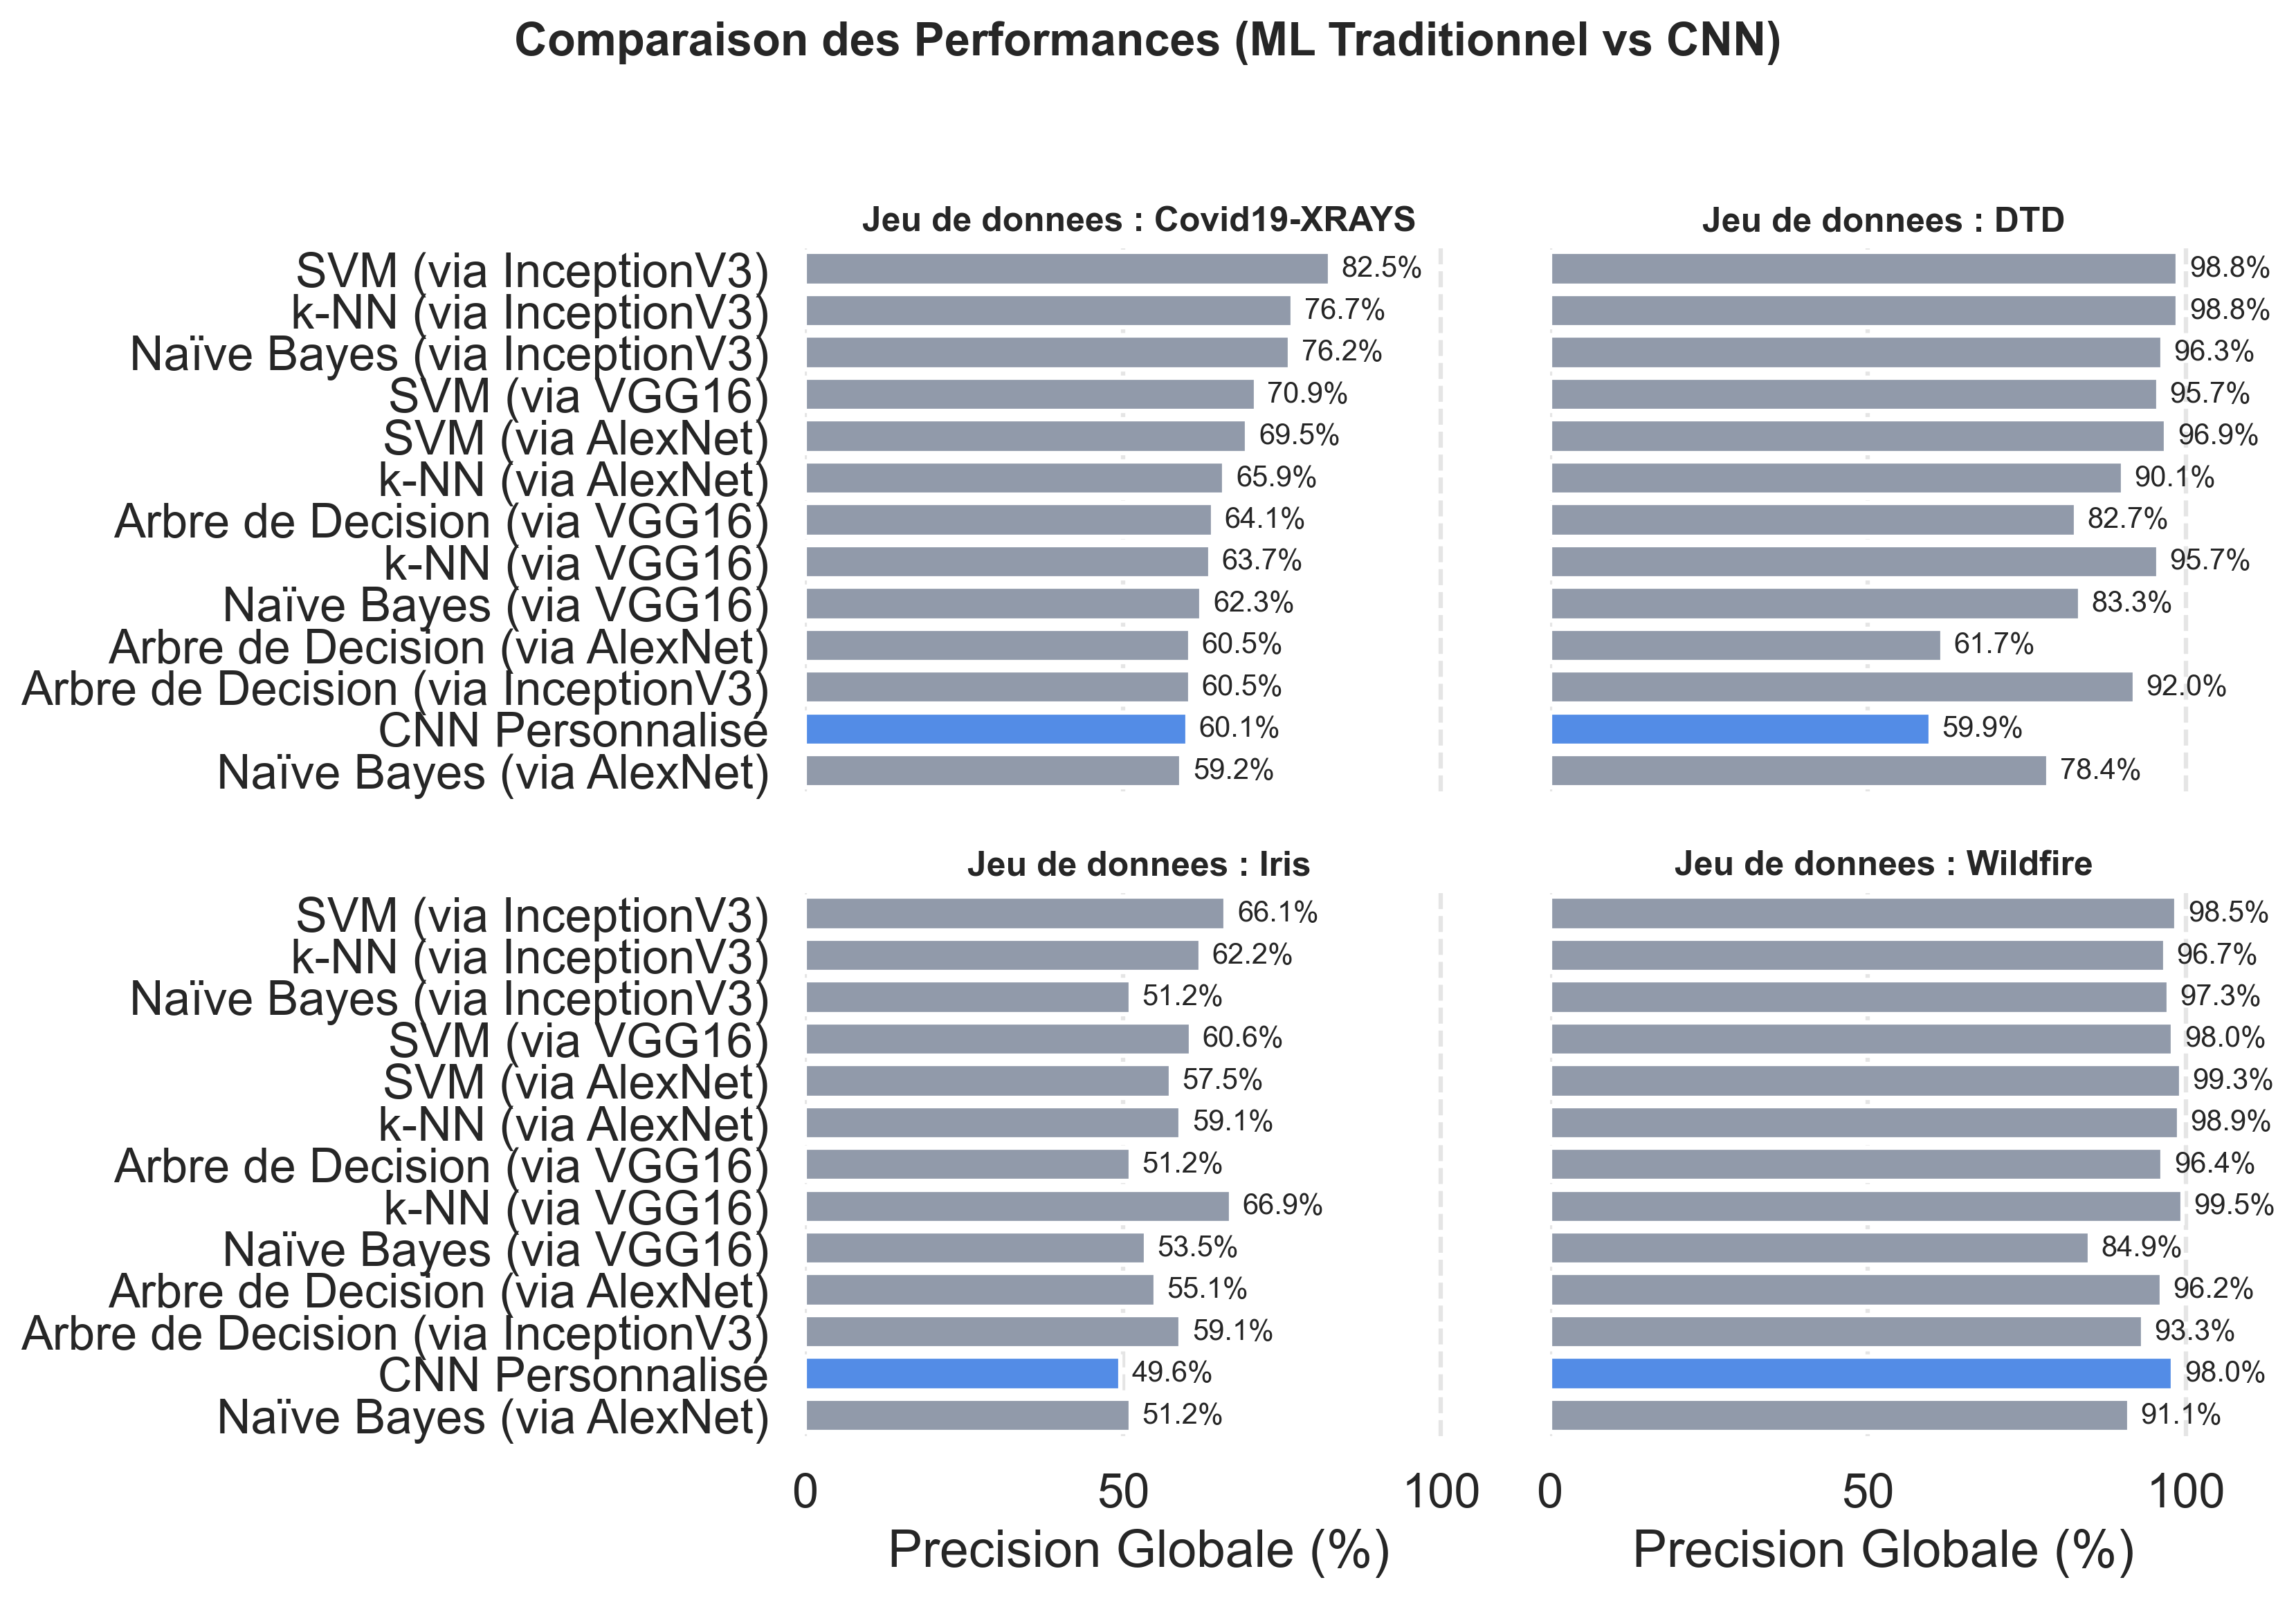 Comparaison des Performances (ML Traditionnel vs CNN)
Jeu de donnees : Covid19-XRAYS
Jeu de donnees : DTD
SVM (via InceptionV3) 82.5% 98.8%
k-NN (via InceptionV3) 76.7% 98.8%
Naïve Bayes (via InceptionV3) 76.2% 96.3%
SVM (via VGG16) 70.9% 95.7%
SVM (via AlexNet) 69.5% 96.9%
k-NN (via AlexNet) 65.9% 90.1%
Arbre de Decision (via VGG16) 64.1% 82.7%
k-NN (via VGG16) 63.7% 95.7%
Naïve Bayes (via VGG16) 62.3% 83.3%
Arbre de Decision (via AlexNet) 60.5% 61.7%
Arbre de Decision (via InceptionV3) 60.5% 92.0%
CNN Personnalisé 60.1% 59.9%
Naïve Bayes (via AlexNet) 59.2% 78.4%
Jeu de donnees : Iris
Jeu de donnees : Wildfire
SVM (via InceptionV3) 66.1% 98.5%
k-NN (via InceptionV3) 62.2% 96.7%
Naïve Bayes (via InceptionV3) 51.2% 97.3%
SVM (via VGG16) 60.6% 98.0%
SVM (via AlexNet) 57.5% 99.3%
k-NN (via AlexNet) 59.1% 98.9%
Arbre de Decision (via VGG16) 51.2% 96.4%
k-NN (via VGG16) 66.9% 99.5%
Naïve Bayes (via VGG16) 53.5% 84.9%
Arbre de Decision (via AlexNet) 55.1% 96.2%
Arbre de Decision (via InceptionV3) 59.1% 93.3%
CNN Personnalisé 49.6% 98.0%
Naïve Bayes (via AlexNet) 51.2% 91.1%
0 50 100 0 50 100
Precision Globale (%)
Precision Globale (%)